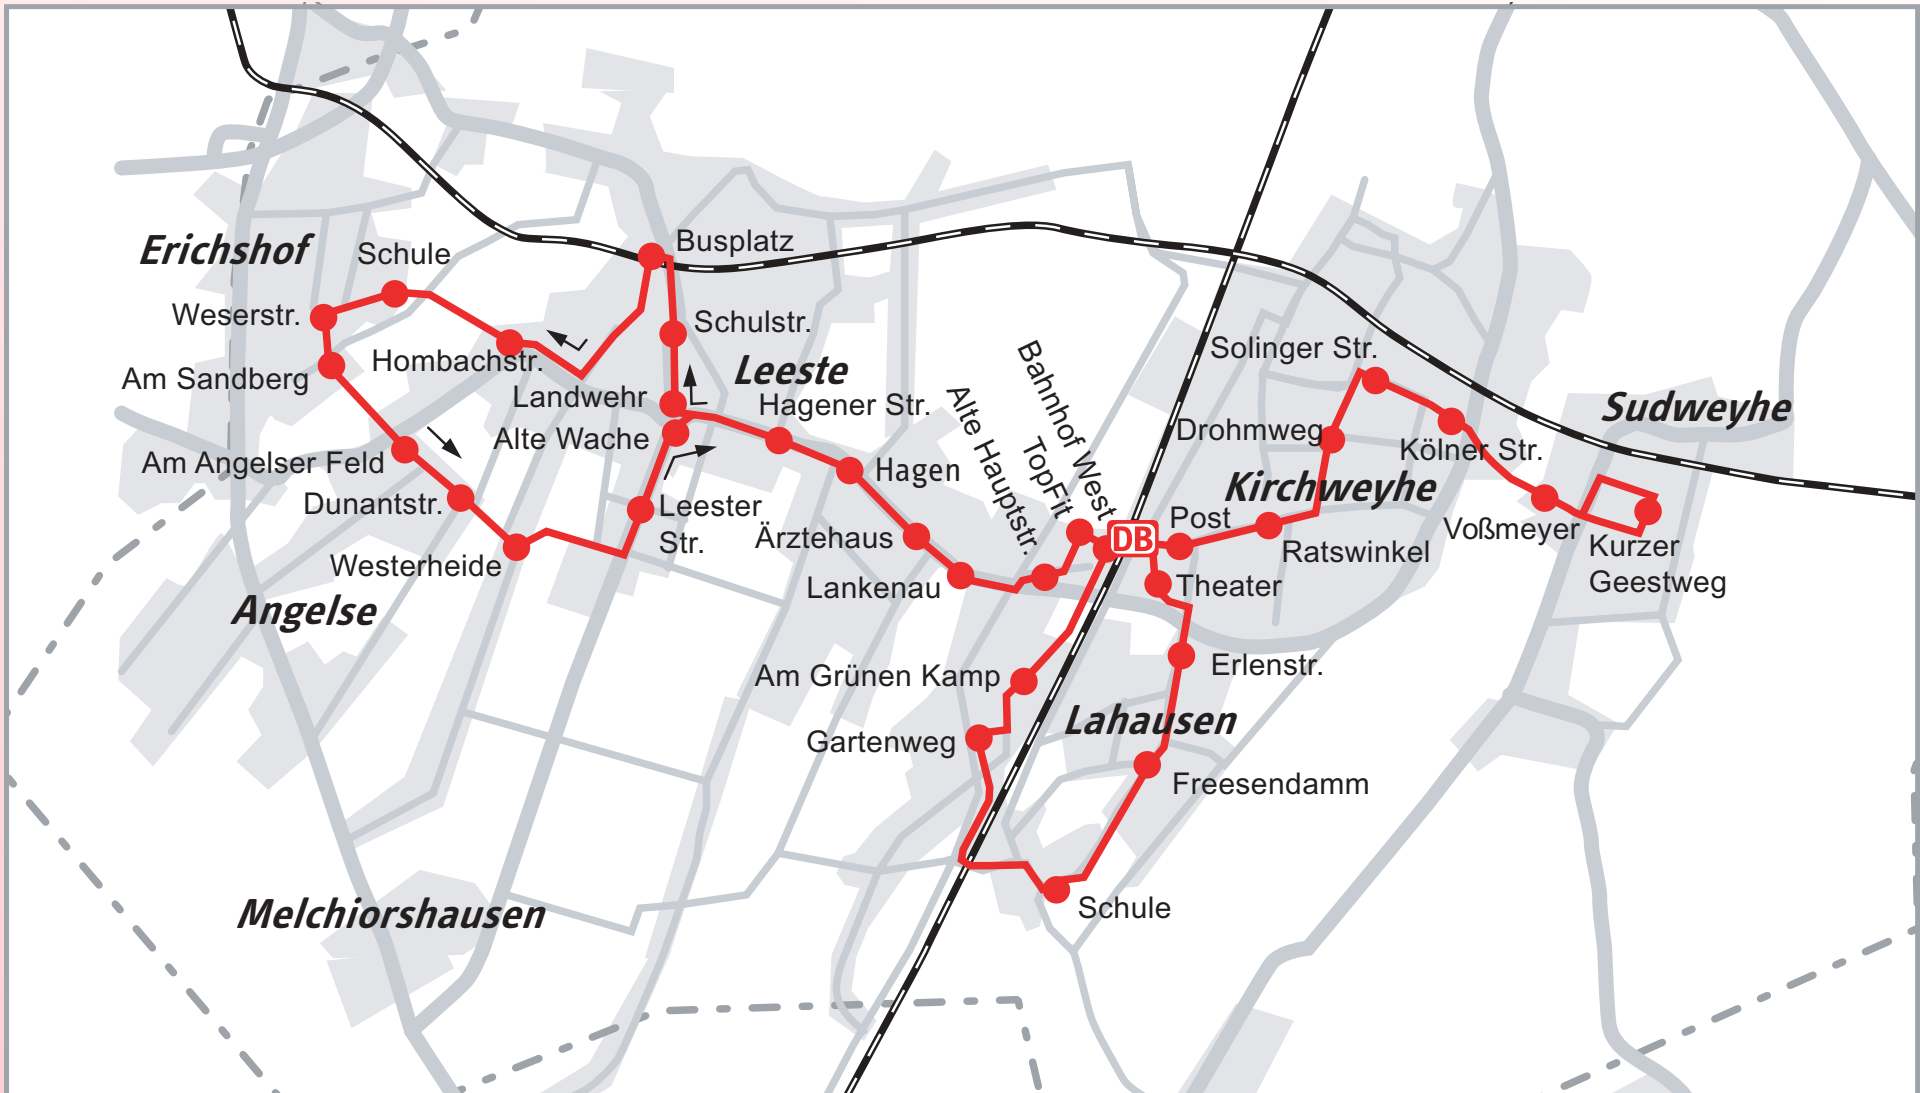 Busplatz
Erichshof
Schule
Weserstr.
Schulstr.
Hombachstr.
Solinger Str.
Am Sandberg
Leeste
Landwehr
Hagener Str.
Sudweyhe
Alte Wache
Drohmweg
Kölner Str.
Am Angelser Feld
Hagen
Bahnhof West
TopFit
Alte Hauptstr.
Kirchweyhe
Dunantstr.
Leester
Str.
Ärztehaus
DB
Post
Ratswinkel
Voßmeyer
Kurzer
Geestweg
Westerheide
Lankenau
Theater
Angelse
Am Grünen Kamp
Erlenstr.
Lahausen
Gartenweg
Freesendamm
Melchiorshausen
Schule